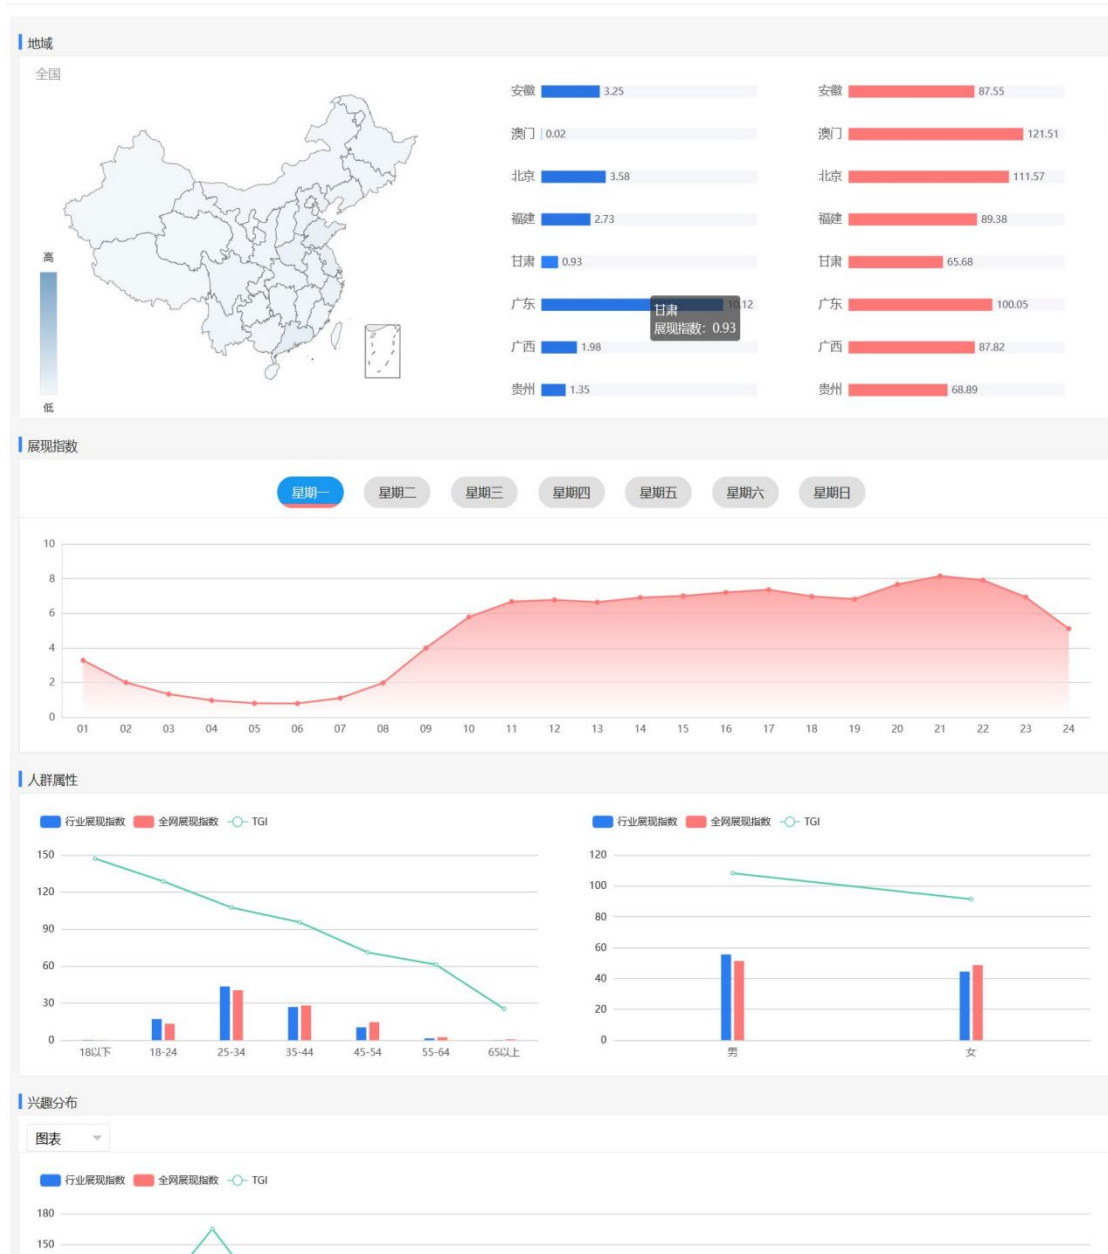 地域
全国
高
低
安徽 3.25
澳门 0.02
北京 3.58
福建 2.73
甘肃 0.93
广东 10.12
甘肃
展现指数: 0.93
广西 1.98
贵州 1.35
安徽 87.55
澳门 121.51
北京 111.57
福建 89.38
甘肃 65.68
广东 100.05
广西 87.82
贵州 68.89
展现指数
星期一 星期二 星期三 星期四 星期五 星期六 星期日
10
8
6
4
2
0
01 02 03 04 05 06 07 08 09 10 11 12 13 14 15 16 17 18 19 20 21 22 23 24
人群属性
行业展现指数 全网展现指数 TGI
150
120
90
60
30
0
18以下 18-24 25-34 35-44 45-54 55-64 65以上
行业展现指数 全网展现指数 TGI
120
100
80
60
40
20
0
男 女
兴趣分布
图表
行业展现指数 全网展现指数 TGI
180
150